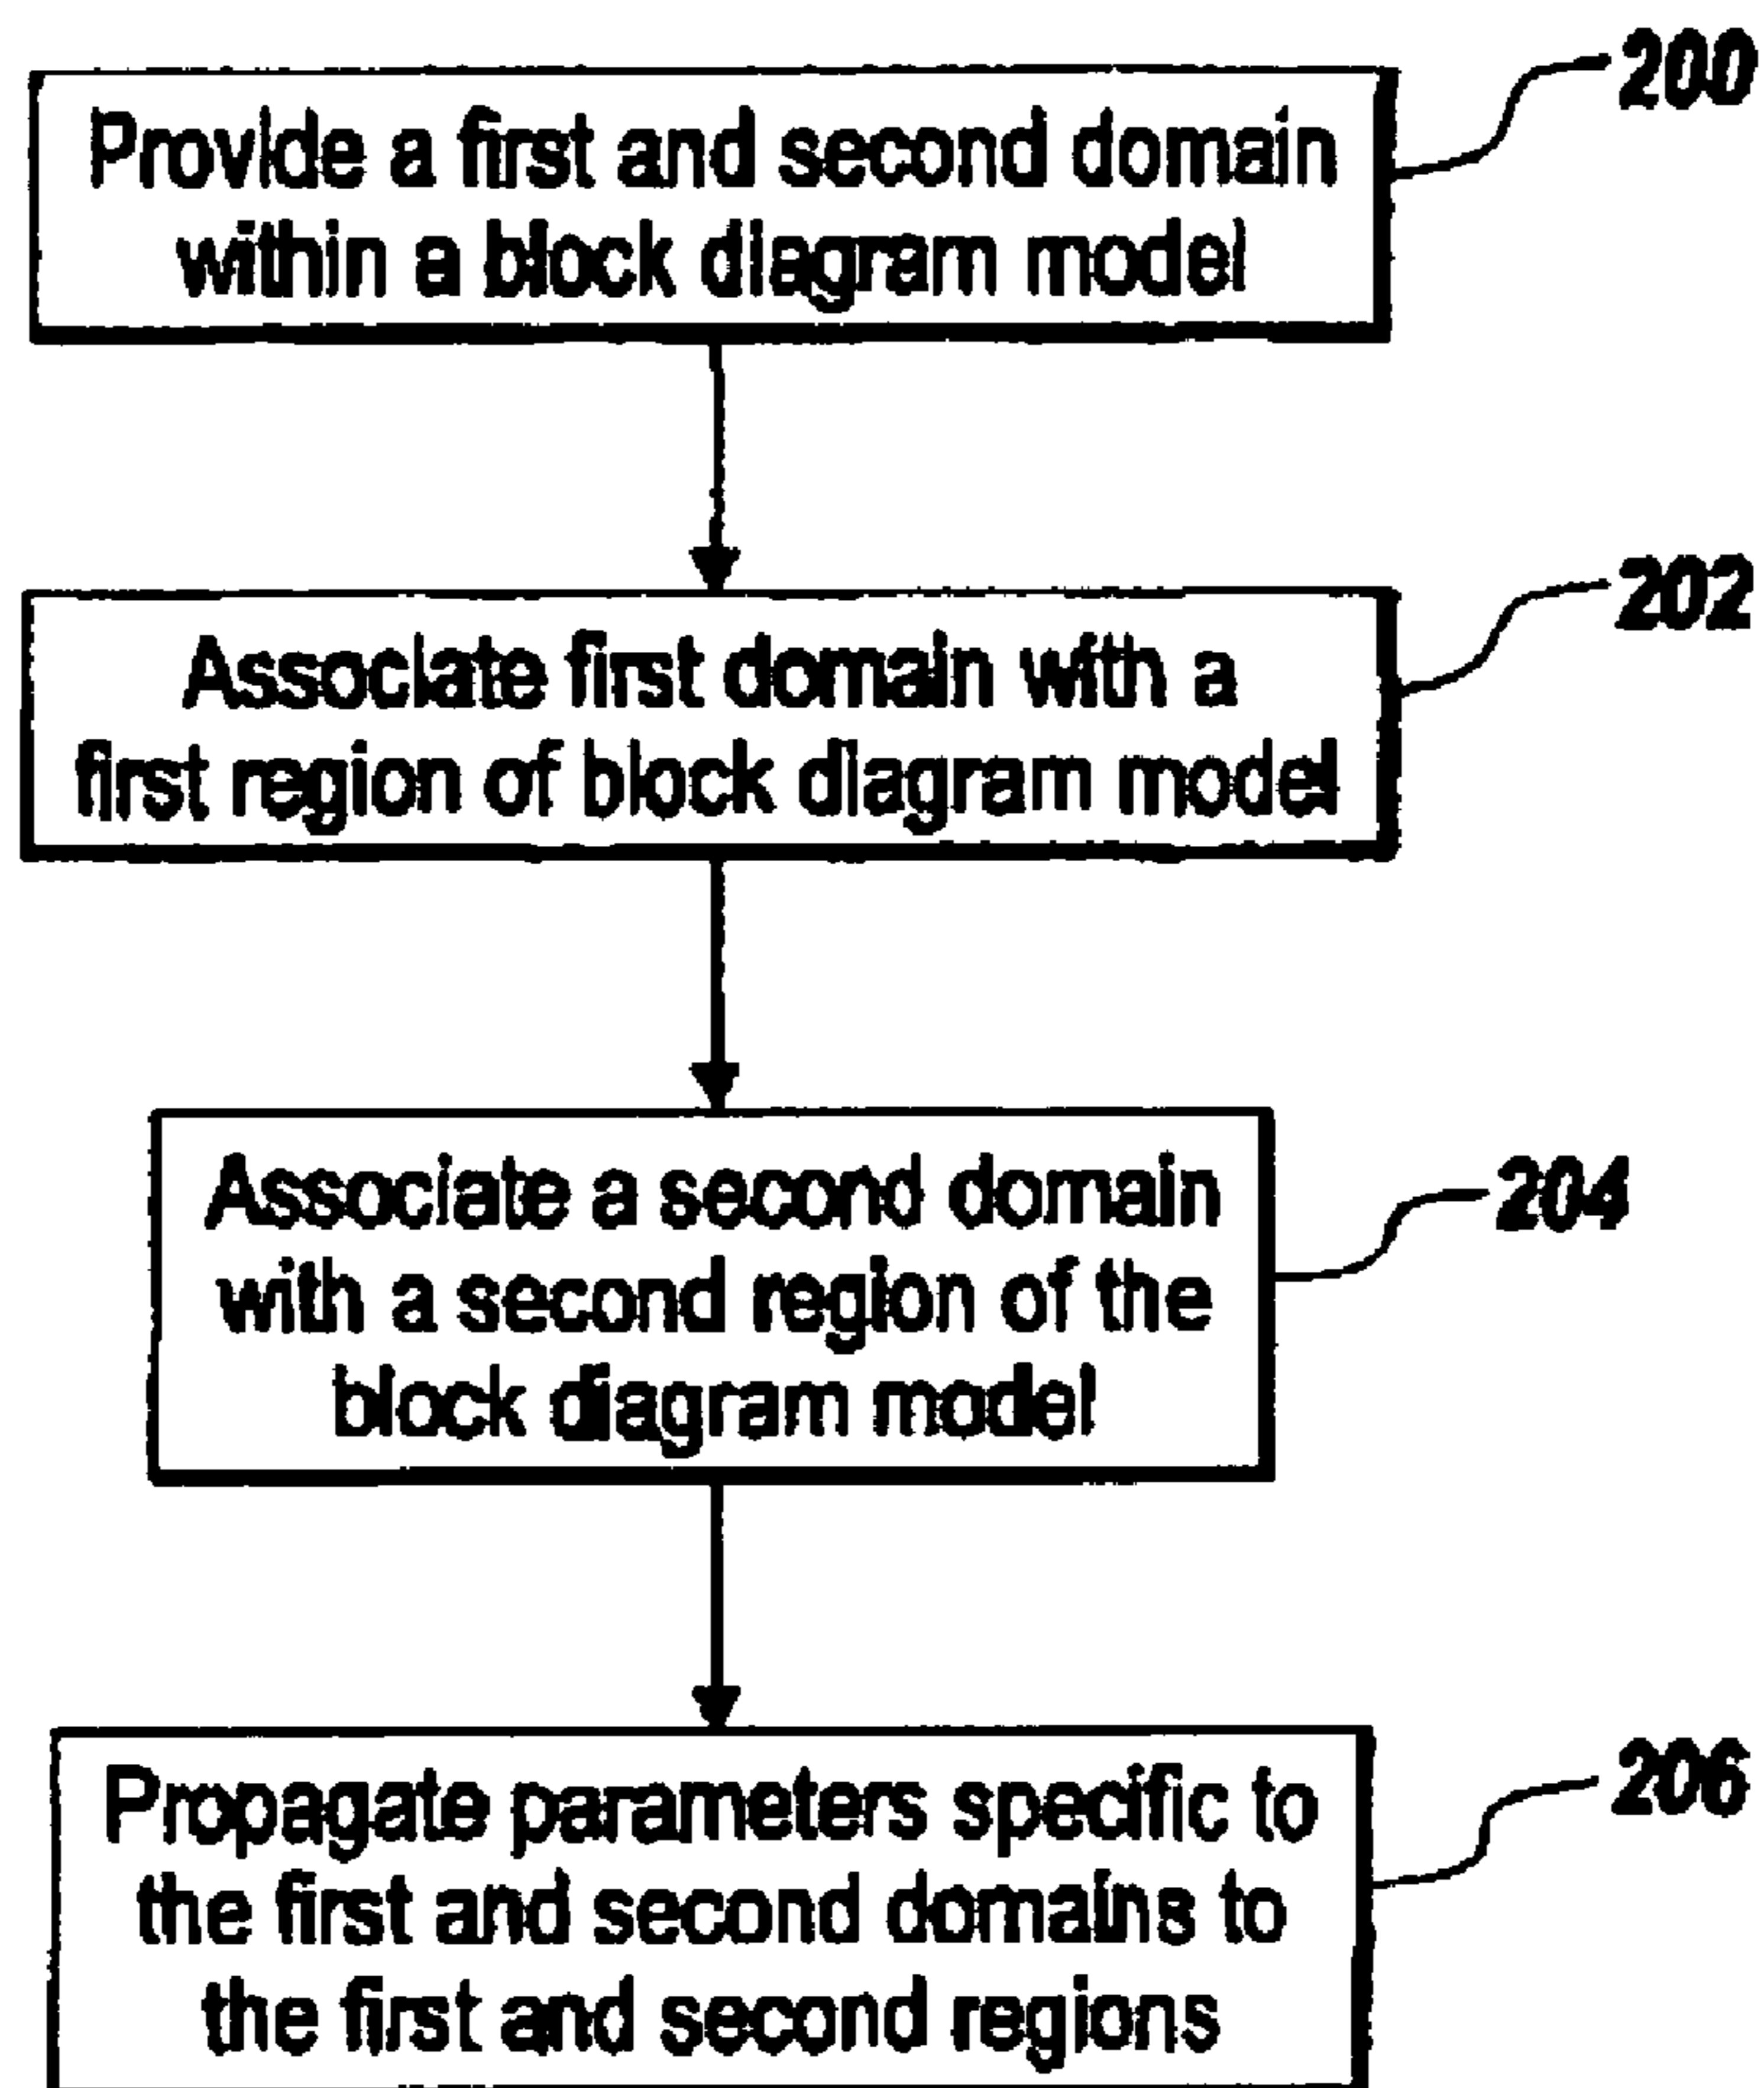 200
Provide a first and second domain
within a block diagram model
202
Associate first domain with a
first region of block diagram model
204
Associate a second domain
with a second region of the
block diagram model
206
Propagate parameters specific to
the first and second domains to
the first and second regions